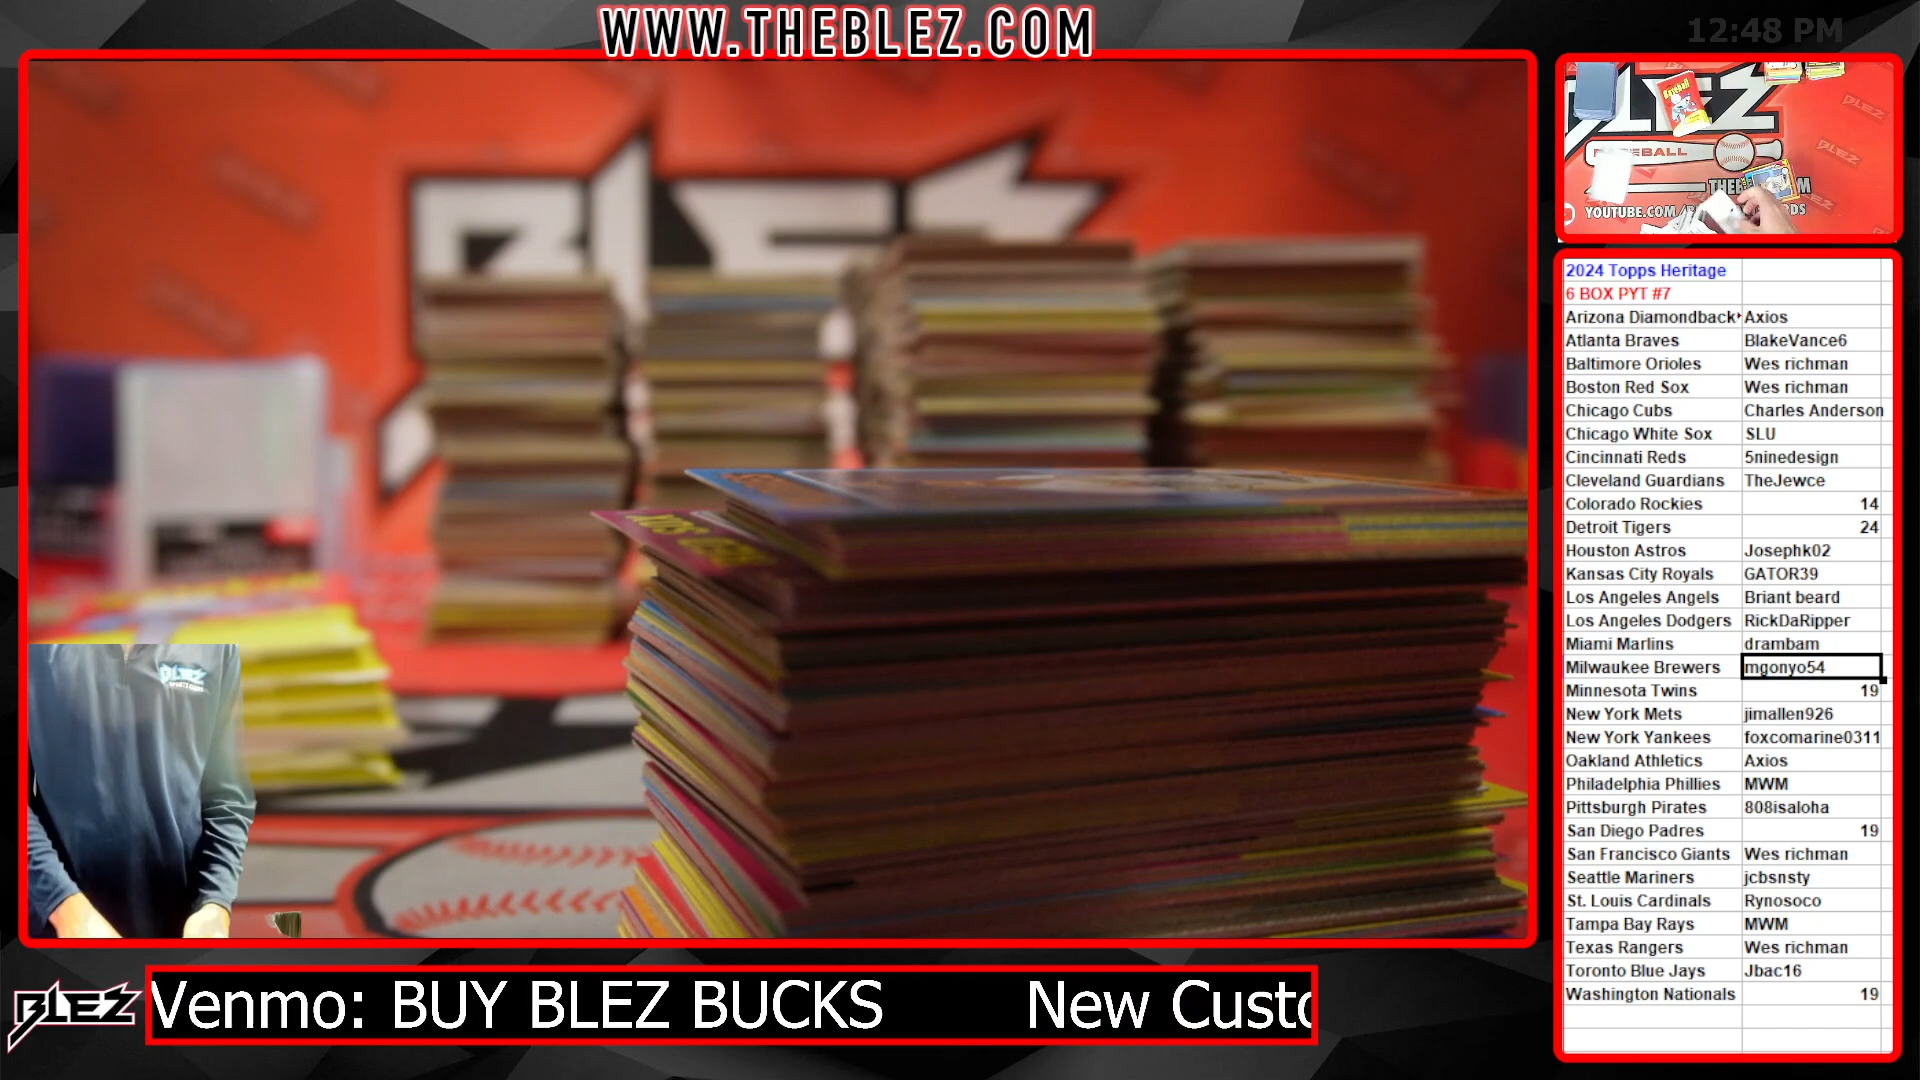 WWW.THEBLEZ.COM
12:48 PM
BLEZ
BASEBALL
YOUTUBE.COM/
BLEZ
2024 Topps Heritage
6 BOX PYT #7
Arizona Diamondback Axios
Atlanta Braves BlakeVance6
Baltimore Orioles Wes richman
Boston Red Sox Wes richman
Chicago Cubs Charles Anderson
Chicago White Sox SLU
Cincinnati Reds 5ninedesign
Cleveland Guardians TheJewce
Colorado Rockies 14
Detroit Tigers 24
Houston Astros Josephk02
Kansas City Royals GATOR39
Los Angeles Angels Briant beard
Los Angeles Dodgers RickDaRipper
Miami Marlins drambam
Milwaukee Brewers mgonyo54
Minnesota Twins 19
New York Mets jimallen926
New York Yankees foxcomarine0311
Oakland Athletics Axios
Philadelphia Phillies MWM
Pittsburgh Pirates 808isaloha
San Diego Padres 19
San Francisco Giants Wes richman
Seattle Mariners jcbsnsty
St. Louis Cardinals Rynosoco
Tampa Bay Rays MWM
Texas Rangers Wes richman
Toronto Blue Jays Jbac16
Washington Nationals 19
BLEZ
BLEZ
Venmo: BUY BLEZ BUCKS New Custo